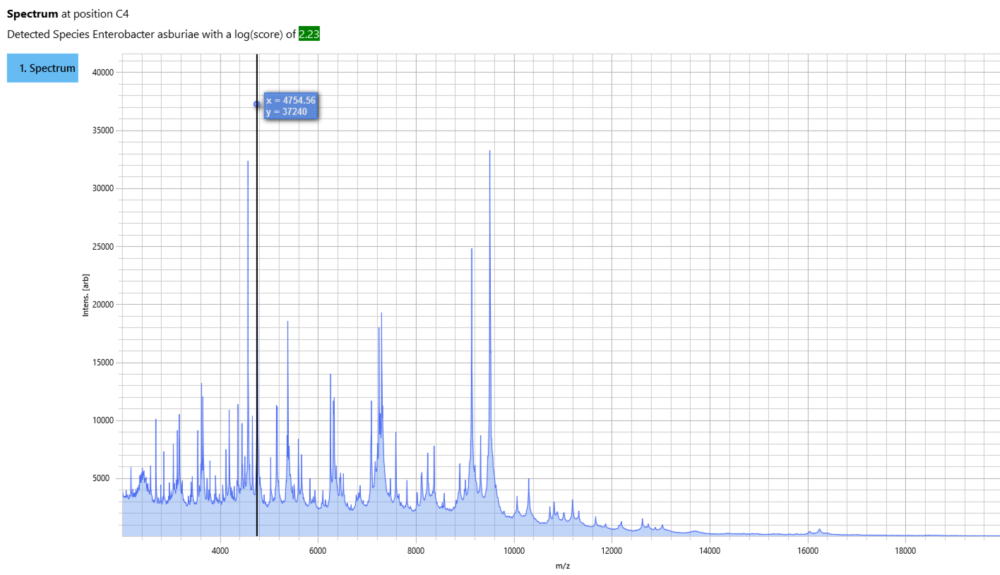 Spectrum at position C4
Detected Species Enterobacter asburiae with a log(score) of 2.23
1. Spectrum
x = 4754.56
y = 37240
Intens. [arb]
40000
35000
30000
25000
20000
15000
10000
5000
4000 6000 8000 10000 12000 14000 16000 18000
m/z